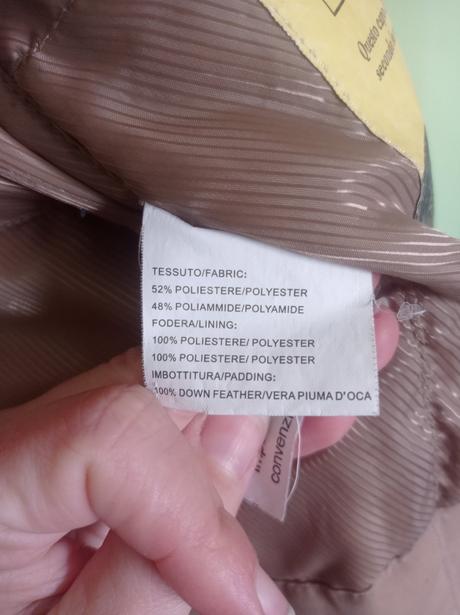 Questo
TESSUTO/FABRIC:
52% POLIESTERE/POLYESTER
48% POLIAMMIDE/POLYAMIDE
FODERA/LINING:
100% POLIESTERE/ POLYESTER
100% POLIESTERE/ POLYESTER
IMBOTTITURA/PADDING:
100% DOWN FEATHER/VERA PIUMA D'OCA